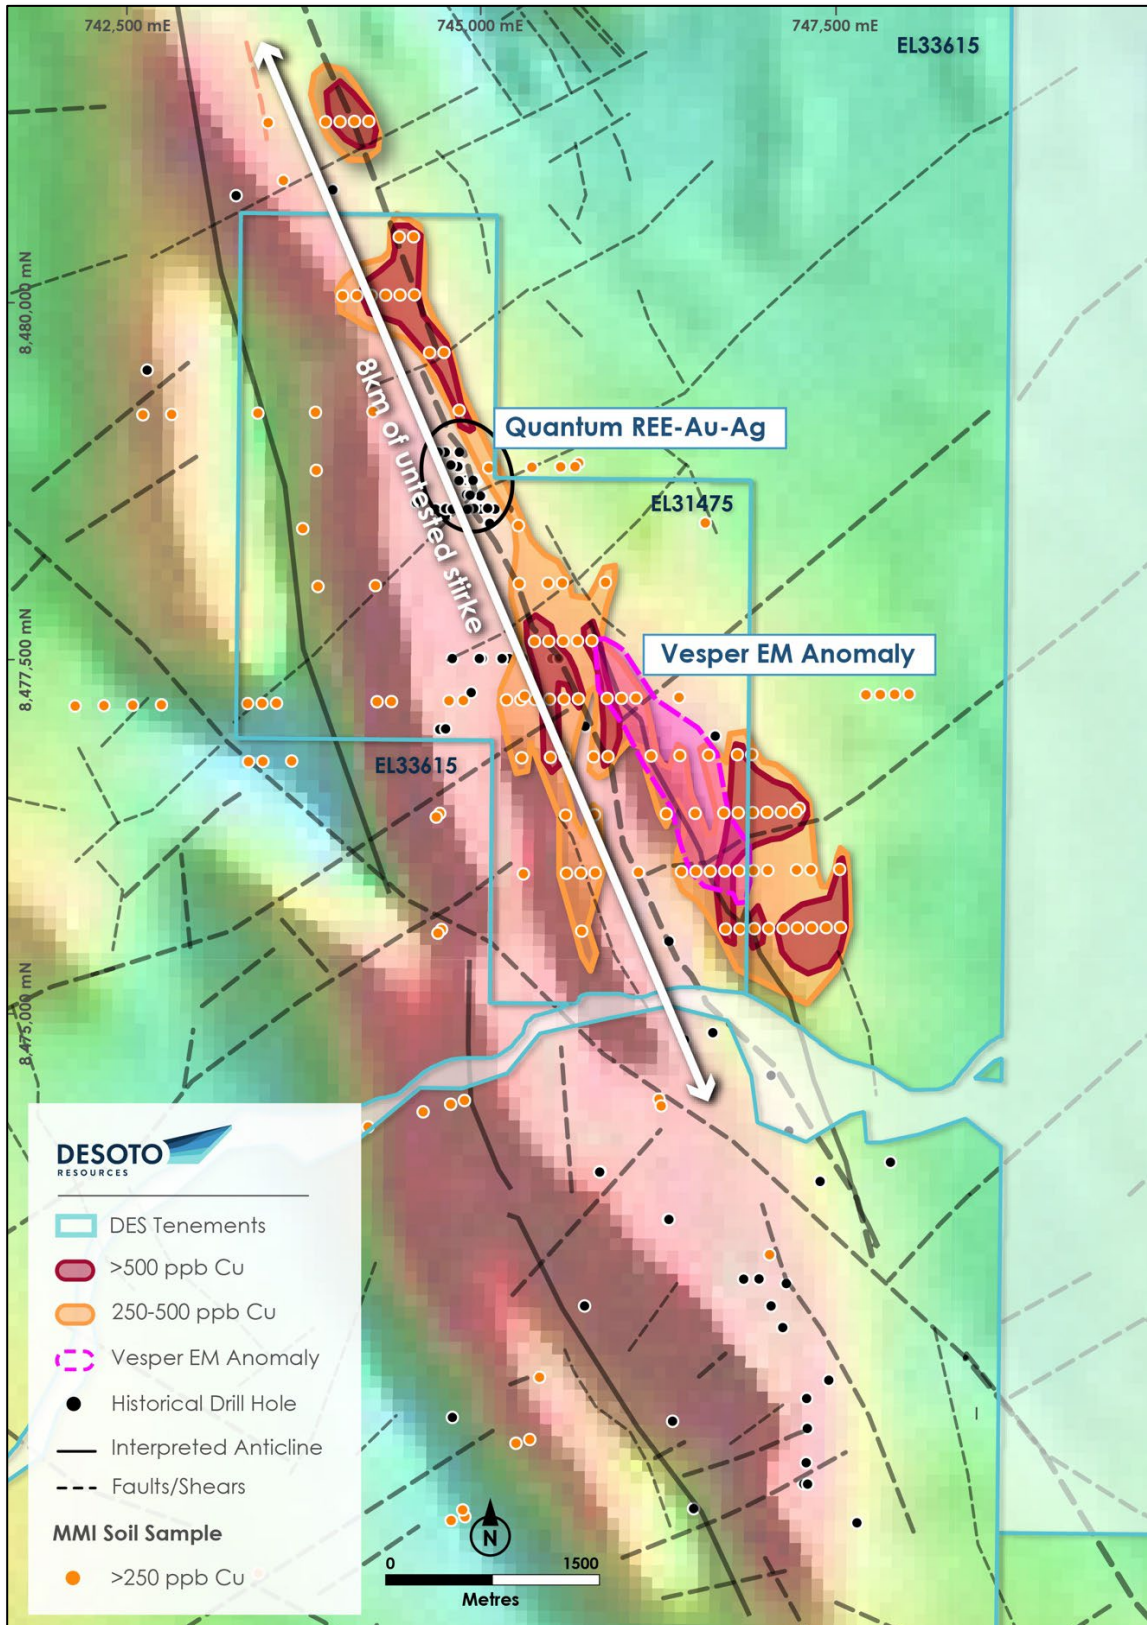 742,500 mE
745,000 mE
747,500 mE
EL33615
8,480,000 mN
8km of untested stirke
Quantum REE-Au-Ag
EL31475
8,477,500 mN
Vesper EM Anomaly
EL33615
8,475,000 mN
DESOTO
RESOURCES
DES Tenements
>500 ppb Cu
250-500 ppb Cu
Vesper EM Anomaly
Historical Drill Hole
Interpreted Anticline
Faults/Shears
MMI Soil Sample
>250 ppb Cu
N
0 1500
Metres